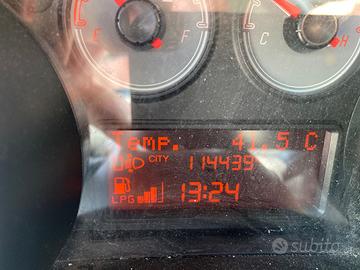 E F C H
Temp. 41.5 C
CITY 114439
LPG 13:24
subito